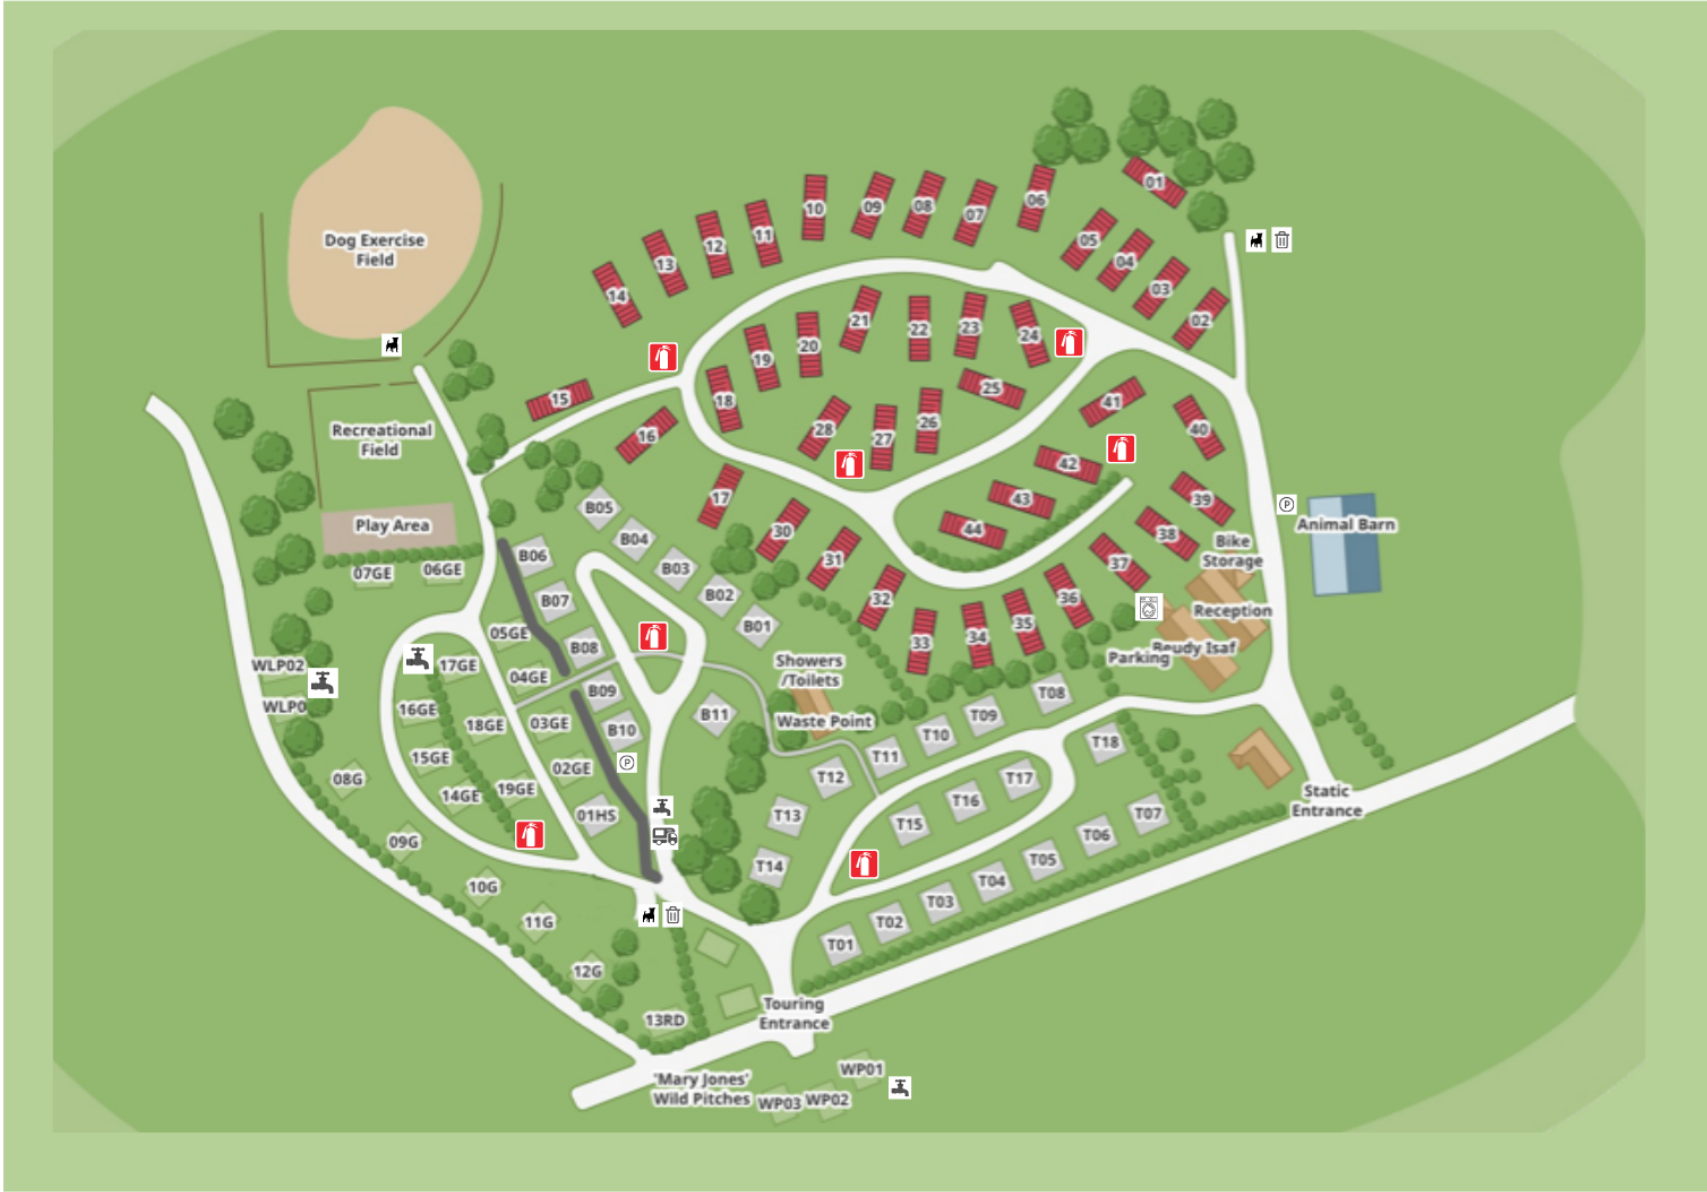 01
10
09
08
07
06
11
12
13
14
05
04
03
02
Dog Exercise
Field
21
22
23
24
19
20
18
25
15
16
28
27
26
41
40
42
43
44
39
38
37
17
30
31
32
33
34
35
36
Recreational
Field
Play Area
Animal Barn
Bike
Storage
Reception
Beudy Isaf
Parking
B05
B04
B03
B02
B01
B06
B07
B08
B09
B10
B11
07GE
06GE
05GE
04GE
03GE
02GE
01HS
17GE
16GE
15GE
14GE
18GE
19GE
WLP02
WLP0
Showers
/Toilets
Waste Point
P
P
08G
09G
10G
11G
12G
13RD
T08
T09
T10
T11
T12
T13
T14
T18
T17
T16
T15
T07
T06
T05
T04
T03
T02
T01
Static
Entrance
Touring
Entrance
'Mary Jones'
Wild Pitches
WP03
WP02
WP01